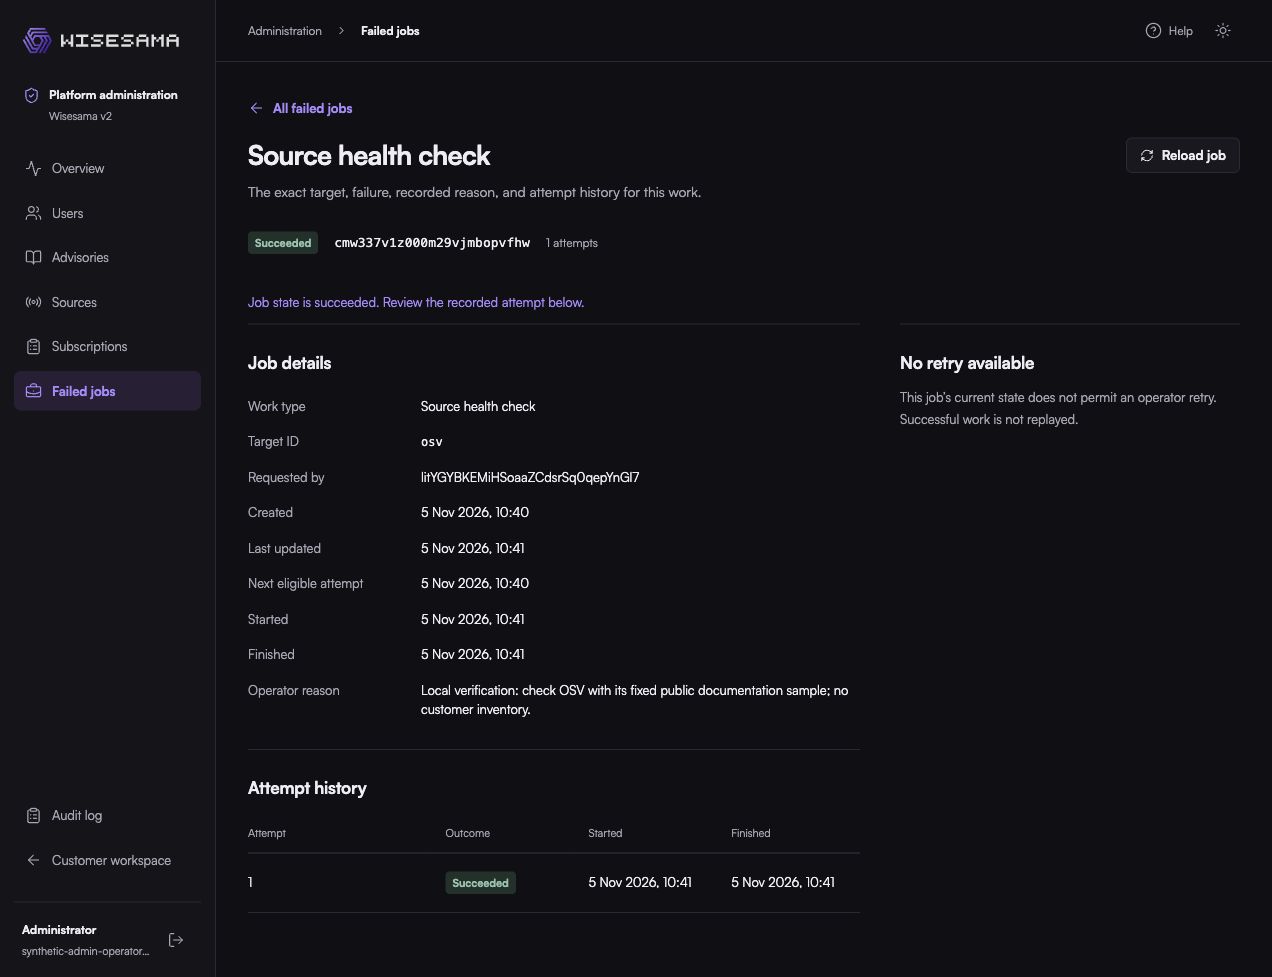 WISESAMA
Administration > Failed jobs
Help
Platform administration
Wisesama v2
Overview
Users
Advisories
Sources
Subscriptions
Failed jobs
All failed jobs
Source health check
Reload job
The exact target, failure, recorded reason, and attempt history for this work.
Succeeded cmw337v1z000m29vjmbopvfhw 1 attempts
Job state is succeeded. Review the recorded attempt below.
Job details
Work type Source health check
Target ID osv
Requested by litYGYBKEMiHSoaaZCdsrSq0qepYnGl7
Created 5 Nov 2026, 10:40
Last updated 5 Nov 2026, 10:41
Next eligible attempt 5 Nov 2026, 10:40
Started 5 Nov 2026, 10:41
Finished 5 Nov 2026, 10:41
Operator reason Local verification: check OSV with its fixed public documentation sample; no
customer inventory.
No retry available
This job's current state does not permit an operator retry.
Successful work is not replayed.
Attempt history
Attempt Outcome Started Finished
1 Succeeded 5 Nov 2026, 10:41 5 Nov 2026, 10:41
Audit log
Customer workspace
Administrator
synthetic-admin-operator...